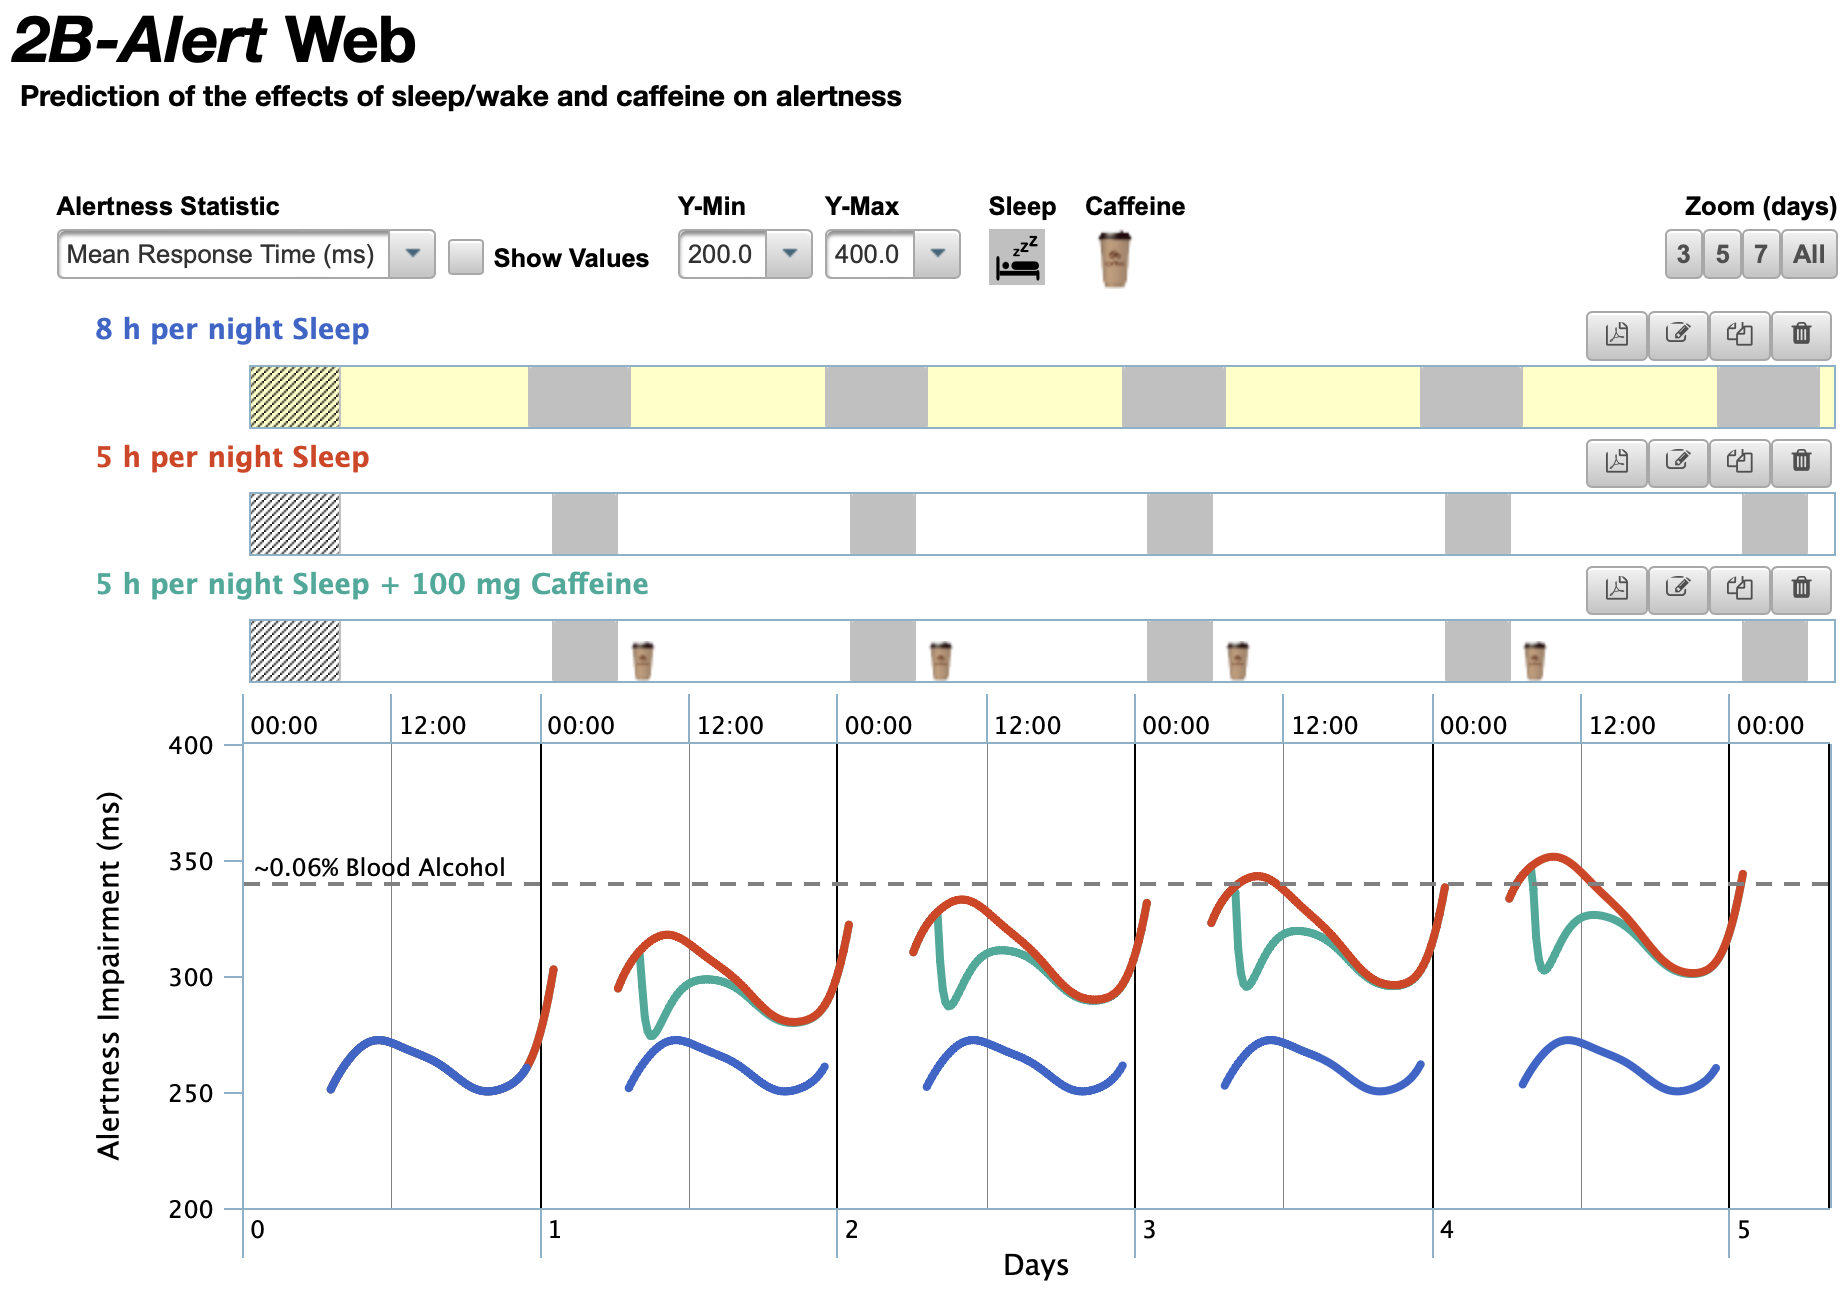 2B-Alert Web
Prediction of the effects of sleep/wake and caffeine on alertness
Alertness Statistic
Y-Min
Y-Max
Sleep
Caffeine
Zoom (days)
Mean Response Time (ms)
Show Values
200.0
400.0
zzZ
3 5 7 All
8 h per night Sleep
5 h per night Sleep
5 h per night Sleep + 100 mg Caffeine
00:00 12:00 00:00 12:00 00:00 12:00 00:00 12:00 00:00 12:00 00:00
400
350
300
250
200
~0.06% Blood Alcohol
Alertness Impairment (ms)
0 1 2 3 4 5
Days